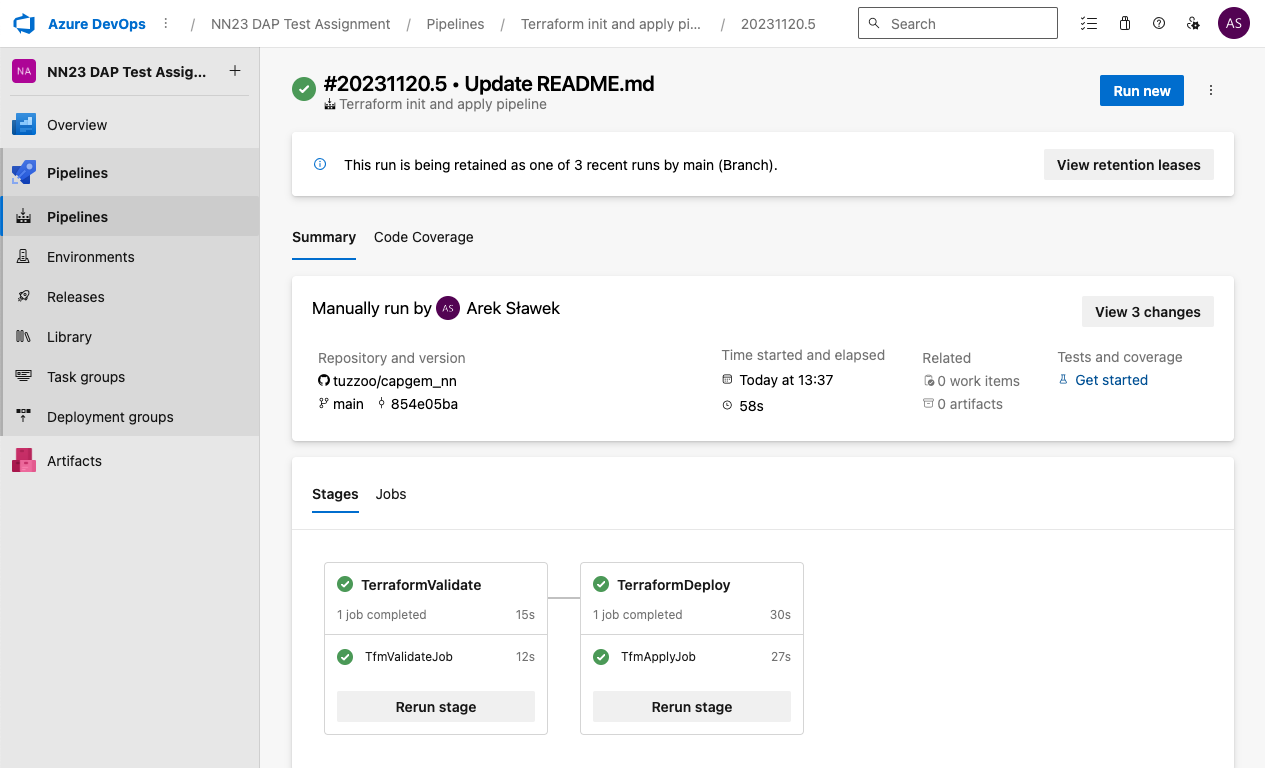 Azure DevOps / NN23 DAP Test Assignment / Pipelines / Terraform init and apply pi... / 20231120.5 Search AS
NA NN23 DAP Test Assig...
Overview
Pipelines
Pipelines
Environments
Releases
Library
Task groups
Deployment groups
Artifacts
#20231120.5 • Update README.md
Terraform init and apply pipeline
Run new
This run is being retained as one of 3 recent runs by main (Branch).
View retention leases
Summary Code Coverage
Manually run by AS Arek Sławek
View 3 changes
Repository and version
tuzzoo/capgem_nn
main 854e05ba
Time started and elapsed
Today at 13:37
58s
Related
0 work items
0 artifacts
Tests and coverage
Get started
Stages Jobs
TerraformValidate
1 job completed 15s
TfmValidateJob 12s
Rerun stage
TerraformDeploy
1 job completed 30s
TfmApplyJob 27s
Rerun stage